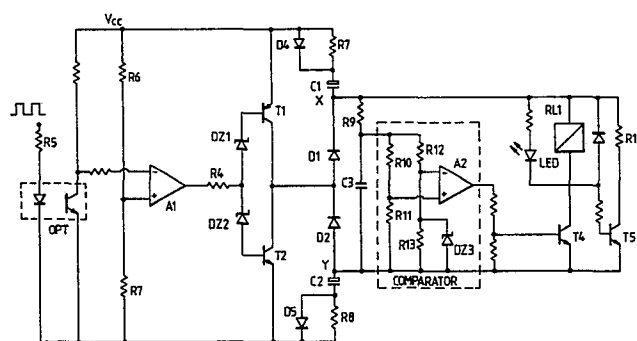 Vcc
D4
R7
R6
C1
X
R9
R5
T1
DZ1
D1
R10
R12
A2
RL1
R1
LED
R4
A1
C3
DZ2
D2
R11
R13
DZ3
T4
T5
OPT
T2
Y
C2
COMPARATOR
R7
D5
R8